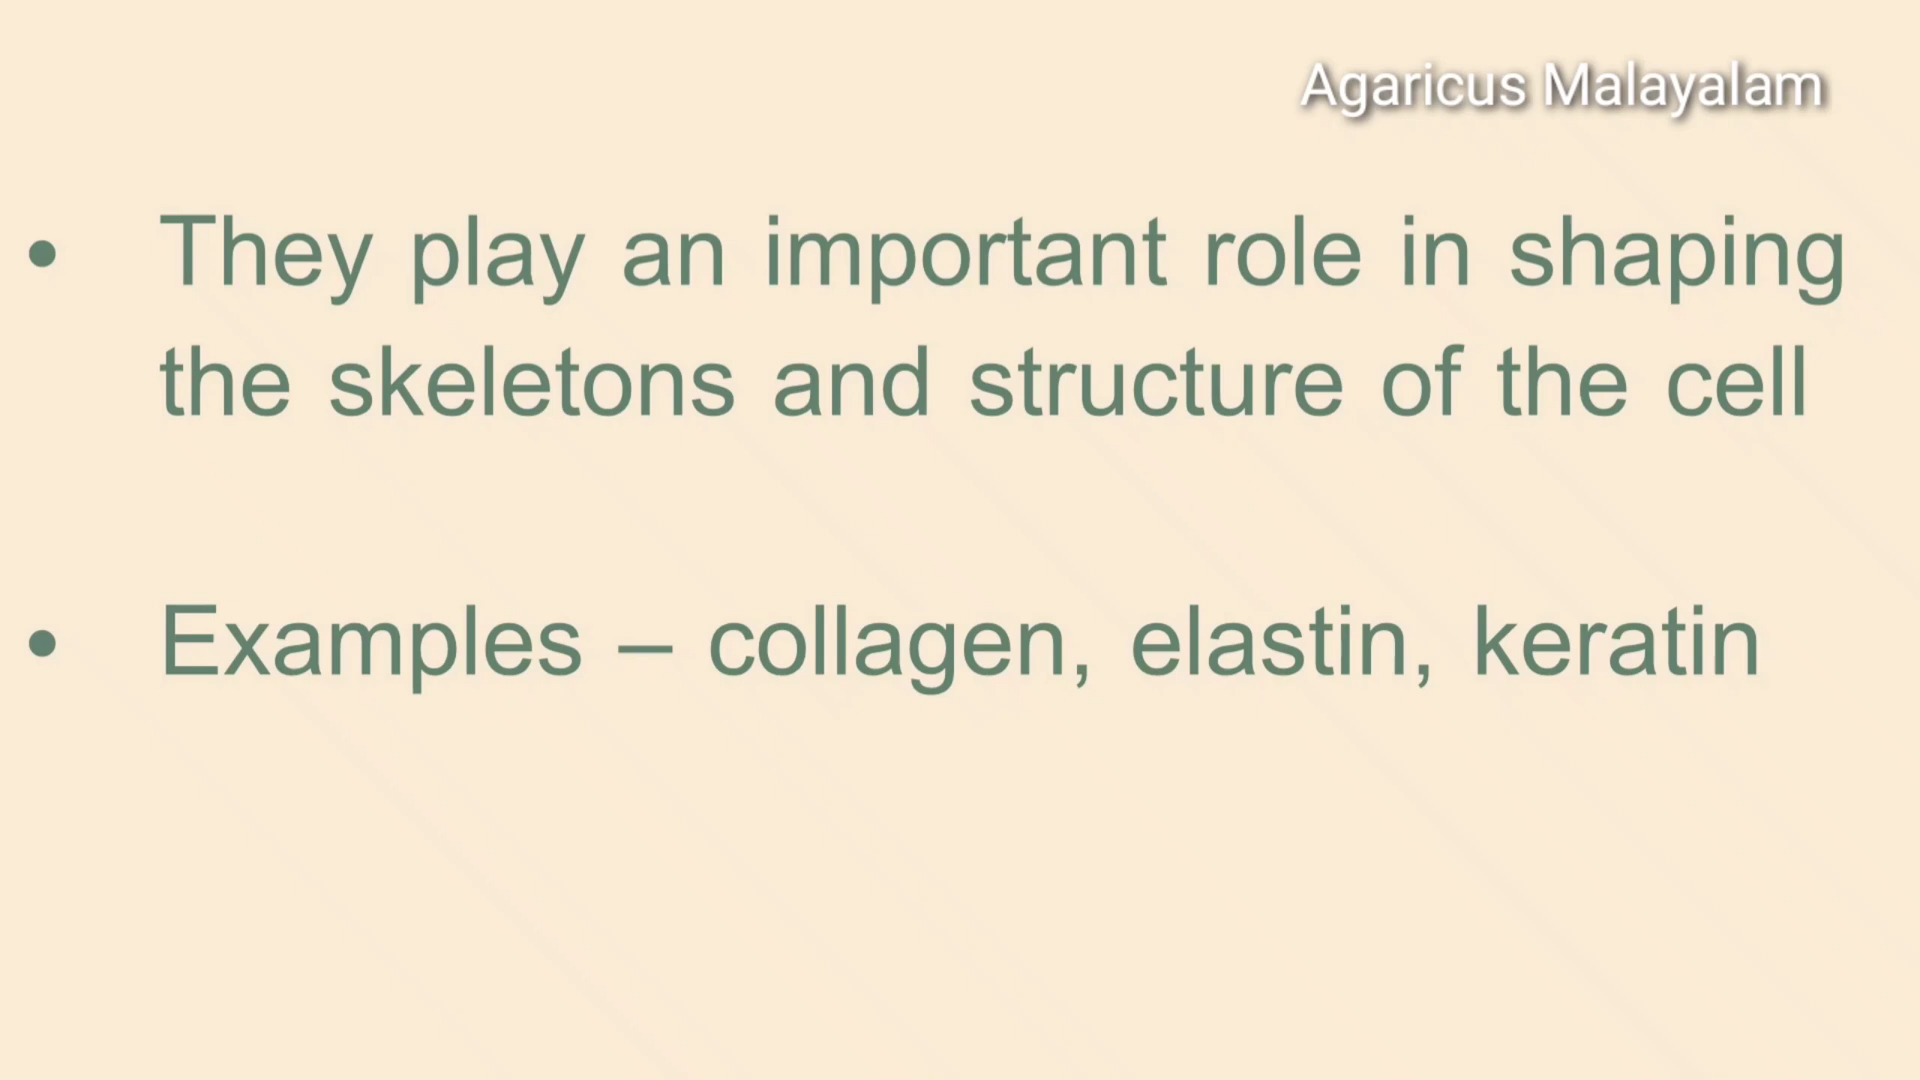 Agaricus Malayalam
• They play an important role in shaping
the skeletons and structure of the cell
• Examples – collagen, elastin, keratin